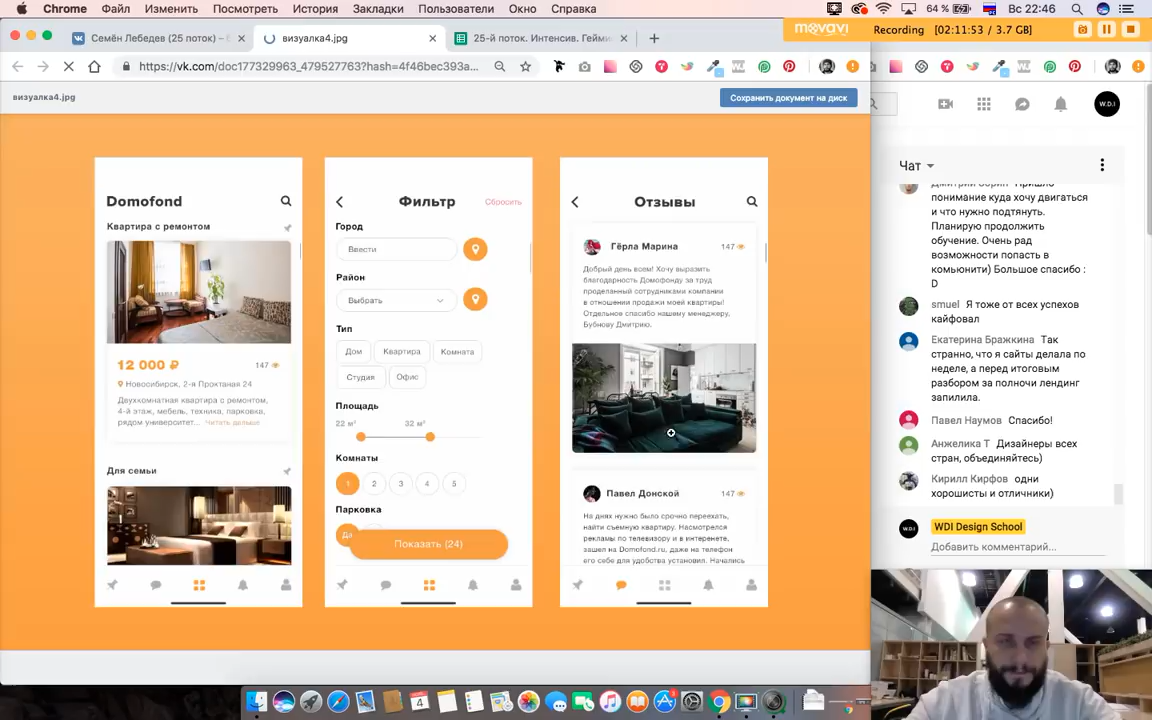 Chrome Файл Изменить Посмотреть История Закладки Пользователи Окно Справка
64 % Вс 22:46
Семён Лебедев (25 поток) –
визуалка4.jpg
25-й поток. Интенсив. Гейми
movavi
Recording [02:11:53 / 3.7 GB]
https://vk.com/doc177329963_479527763?hash=4f46bec393a...
визуалка4.jpg
Сохранить документ на диск
W.D.I
Domofond
Квартира с ремонтом
12 000 ₽
147
Новосибирск, 2-я Проктаная 24
Двухкомнатная квартира с ремонтом,
4-й этаж, мебель, техника, парковка,
рядом университет... Читать дальше
Для семьи
Фильтр
Сбросить
Город
Ввести
Район
Выбрать
Тип
Дом Квартира Комната
Студия Офис
Площадь
22 м² 32 м²
Комнаты
1 2 3 4 5
Парковка
Да
Показать (24)
Отзывы
Гёрла Марина
147
Добрый день всем! Хочу выразить
благодарность Домофонду за труд
проделанный сотрудниками компании
в отношении продажи моей квартиры!
Отдельное спасибо нашему менеджеру,
Бубнову Дмитрию.
Павел Донской
147
На днях нужно было срочно переехать,
найти съемную квартиру. Насмотрелся
рекламы по телевизору и в интеренете,
зашел на Domofond.ru, даже на телефон
его себе для удобства установил. Начались
Чат
понимание куда хочу двигаться
и что нужно подтянуть.
Планирую продолжить
обучение. Очень рад
возможности попасть в
комьюнити) Большое спасибо :
D
smuel Я тоже от всех успехов
кайфовал
Екатерина Бражкина Так
странно, что я сайты делала по
неделе, а перед итоговым
разбором за полночи лендинг
запилила.
Павел Наумов Спасибо!
Анжелика Т Дизайнеры всех
стран, объединяйтесь)
Кирилл Кирфов одни
хорошисты и отличники)
W.D.I
WDI Design School
Добавить комментарий...
4